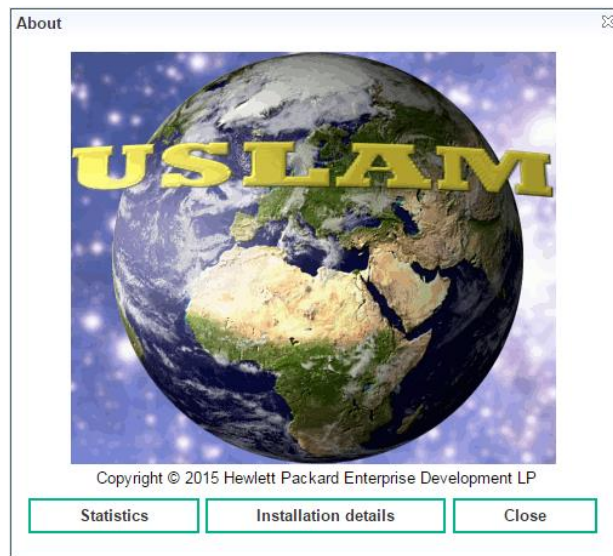 About
USLAM
Copyright © 2015 Hewlett Packard Enterprise Development LP
Statistics
Installation details
Close